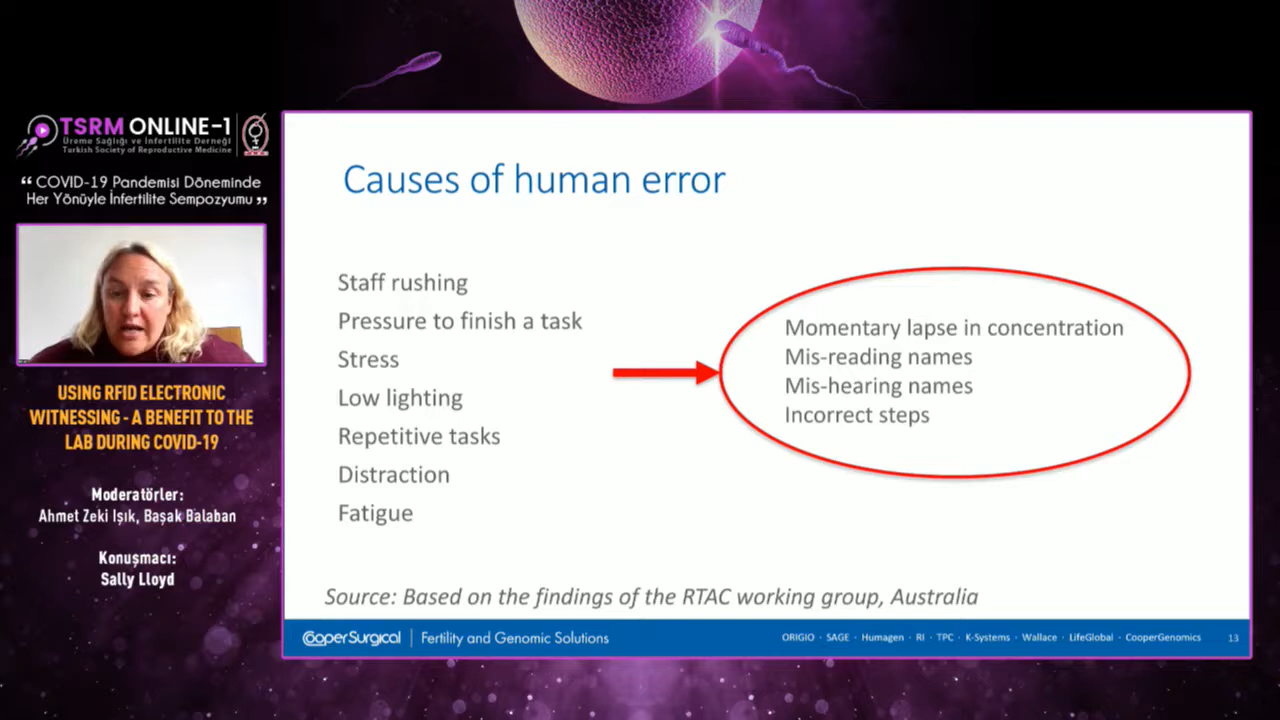 TSRM ONLINE-1
Üreme Sağlığı ve İnfertilite Derneği
Turkish Society of Reproductive Medicine
“ COVID-19 Pandemisi Döneminde
Her Yönüyle İnfertilite Sempozyumu ”
USING RFID ELECTRONIC
WITNESSING - A BENEFIT TO THE
LAB DURING COVID-19
Moderatörler:
Ahmet Zeki Işık, Başak Balaban
Konuşmacı:
Sally Lloyd
Causes of human error
Staff rushing
Pressure to finish a task
Stress
Low lighting
Repetitive tasks
Distraction
Fatigue
Momentary lapse in concentration
Mis-reading names
Mis-hearing names
Incorrect steps
Source: Based on the findings of the RTAC working group, Australia
CooperSurgical | Fertility and Genomic Solutions
ORIGIO · SAGE · Humagen · RI · TPC · K-Systems · Wallace · LifeGlobal · CooperGenomics 13